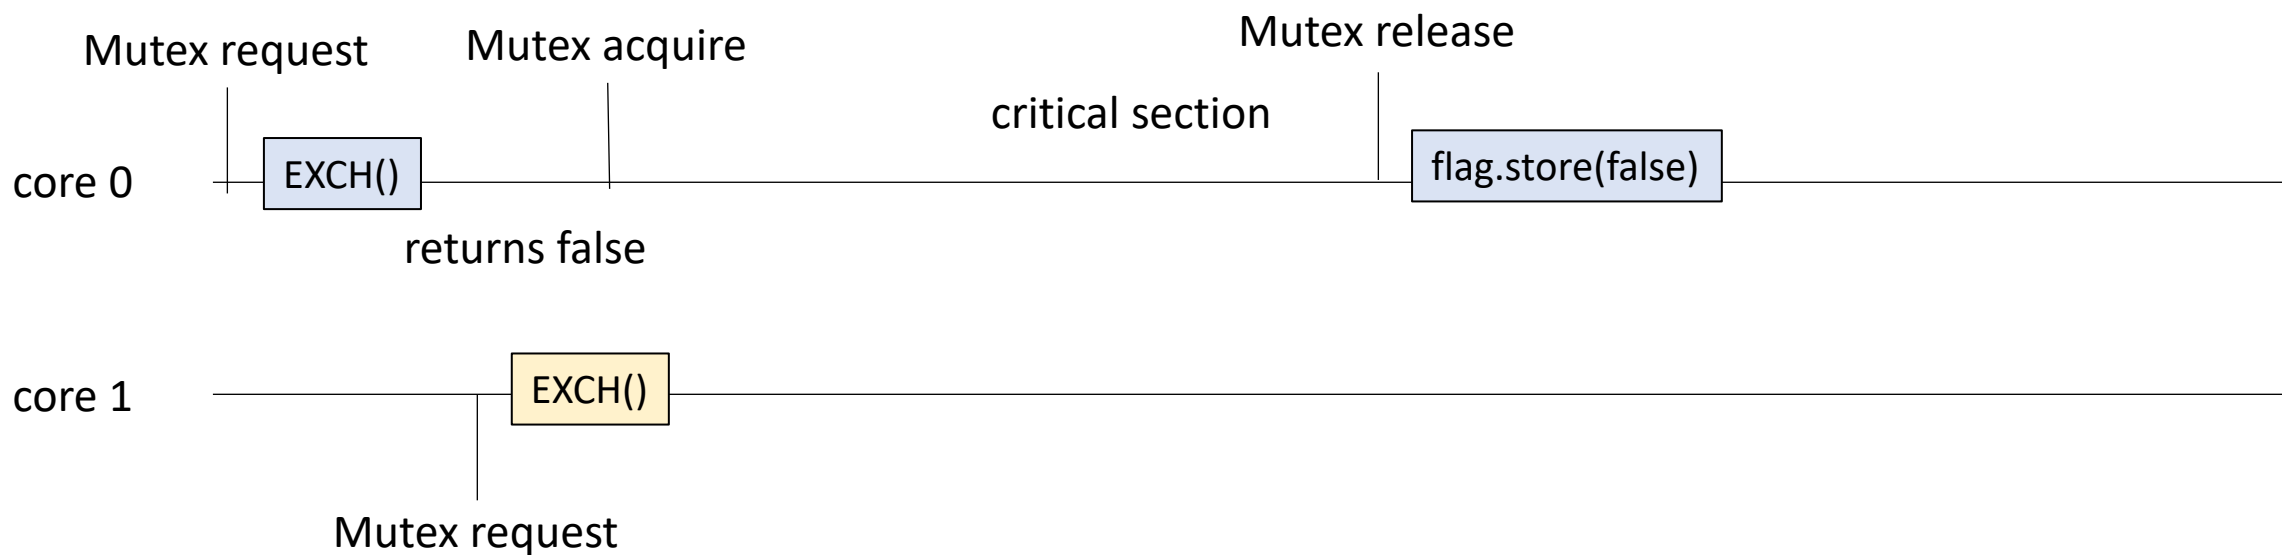 Mutex request
Mutex acquire
Mutex release
critical section
core 0
EXCH()
flag.store(false)
returns false
core 1
EXCH()
Mutex request